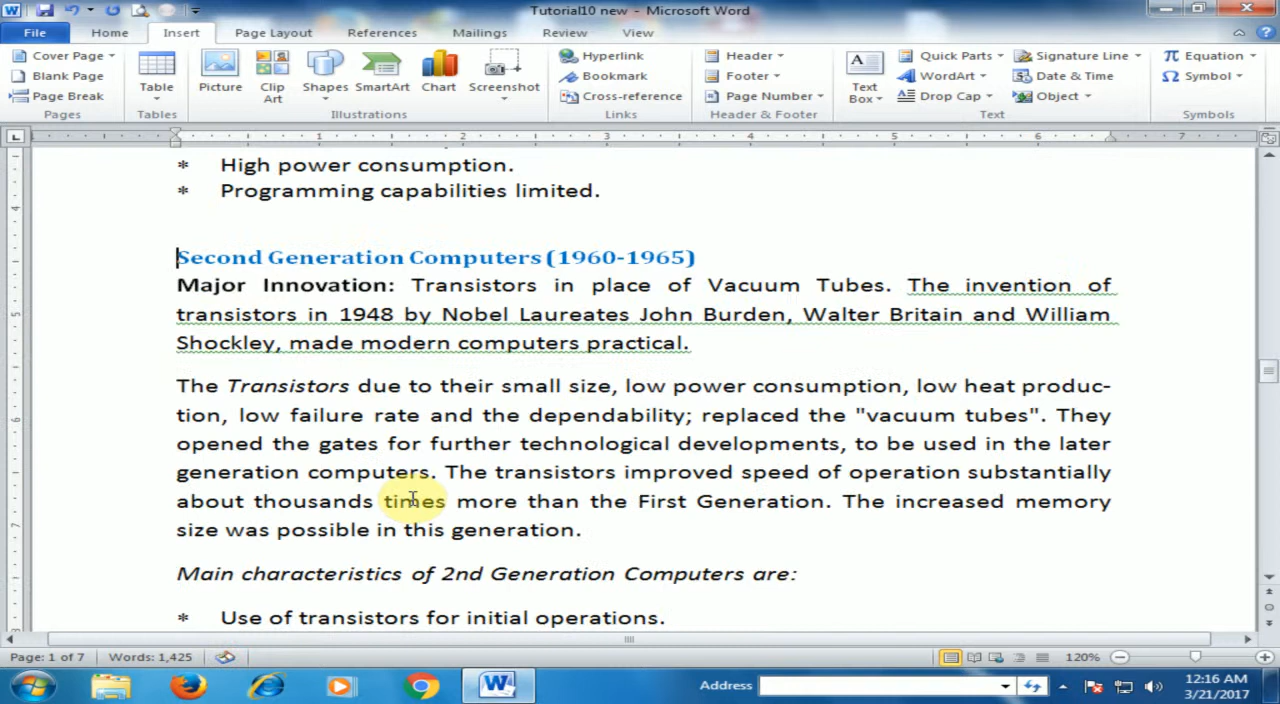 Tutorial10 new - Microsoft Word
File Home Insert Page Layout References Mailings Review View
Cover Page
Blank Page
Page Break
Pages
Table
Tables
Picture
Clip Art
Shapes
SmartArt
Chart
Screenshot
Illustrations
Hyperlink
Bookmark
Cross-reference
Links
Header
Footer
Page Number
Header & Footer
Text Box
Quick Parts
WordArt
Drop Cap
Signature Line
Date & Time
Object
Text
Equation
Symbol
Symbols
1 2 3 4 5 6 7
* High power consumption.
* Programming capabilities limited.
Second Generation Computers (1960-1965)
Major Innovation: Transistors in place of Vacuum Tubes. The invention of
transistors in 1948 by Nobel Laureates John Burden, Walter Britain and William
Shockley, made modern computers practical.
The Transistors due to their small size, low power consumption, low heat produc-
tion, low failure rate and the dependability; replaced the "vacuum tubes". They
opened the gates for further technological developments, to be used in the later
generation computers. The transistors improved speed of operation substantially
about thousands times more than the First Generation. The increased memory
size was possible in this generation.
Main characteristics of 2nd Generation Computers are:
* Use of transistors for initial operations.
Page: 1 of 7 Words: 1,425 120%
Address
12:16 AM
3/21/2017